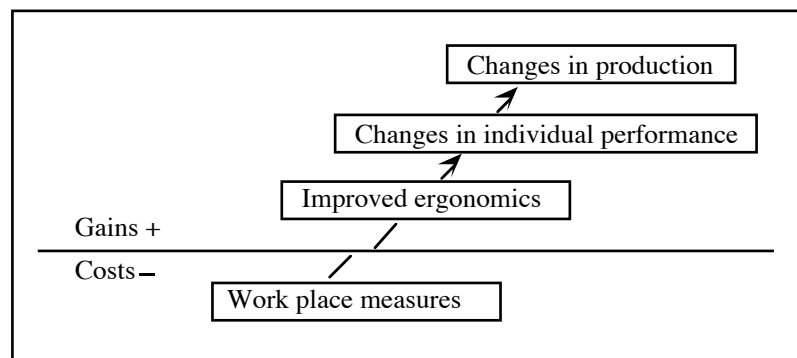 Changes in production
Changes in individual performance
Improved ergonomics
Gains +
Costs –
Work place measures